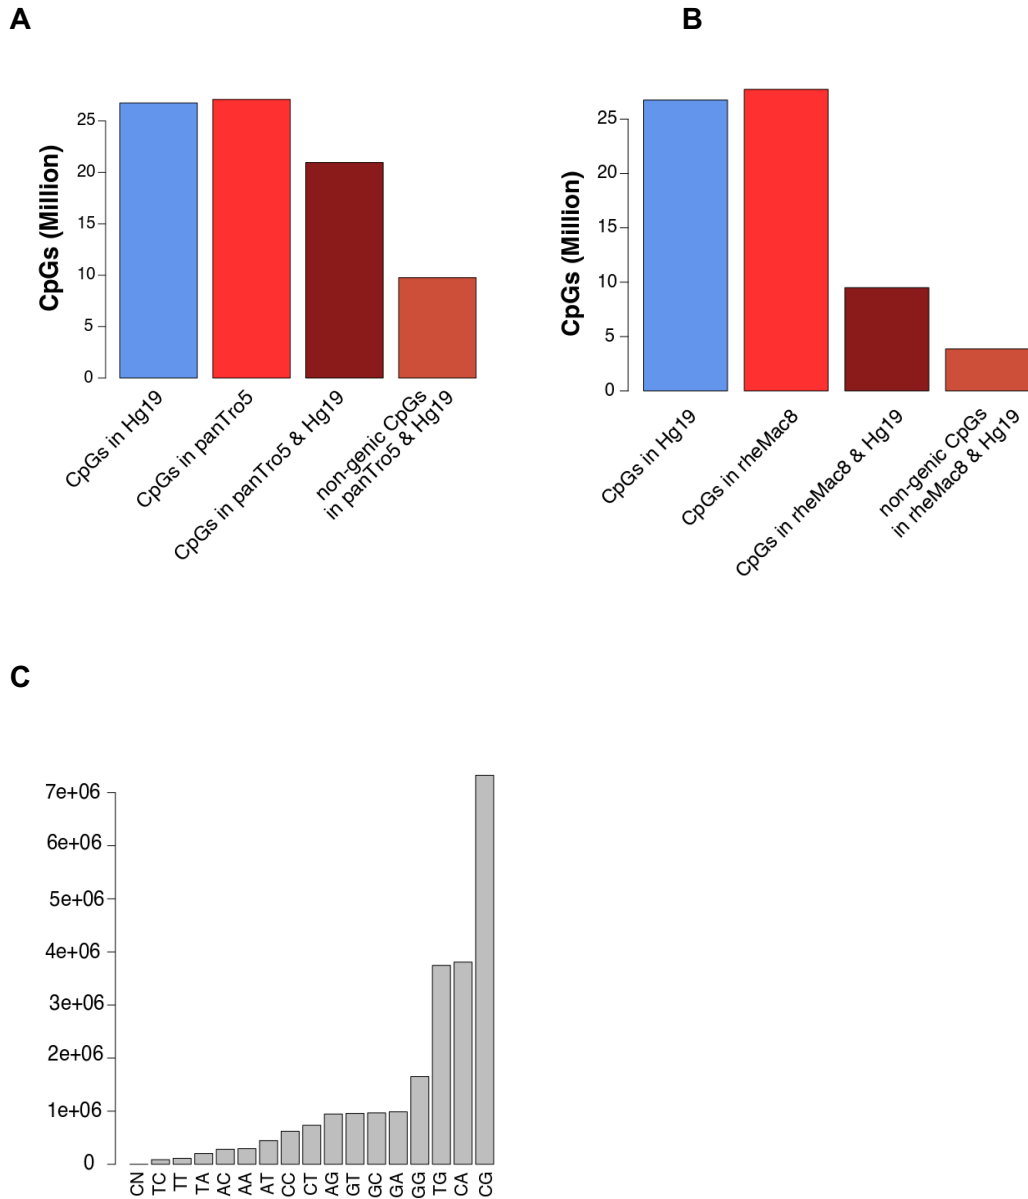 A
B
CpGs (Million)
25
20
15
10
5
0
CpGs in Hg19
CpGs in panTro5
CpGs in panTro5 & Hg19
non-genic CpGs
in panTro5 & Hg19
CpGs (Million)
25
20
15
10
5
0
CpGs in Hg19
CpGs in rheMac8
CpGs in rheMac8 & Hg19
non-genic CpGs
in rheMac8 & Hg19
C
7e+06
6e+06
5e+06
4e+06
3e+06
2e+06
1e+06
0
CN TC TT TA AC AA AT CC CT AG GT GC GA GG TG CA CG